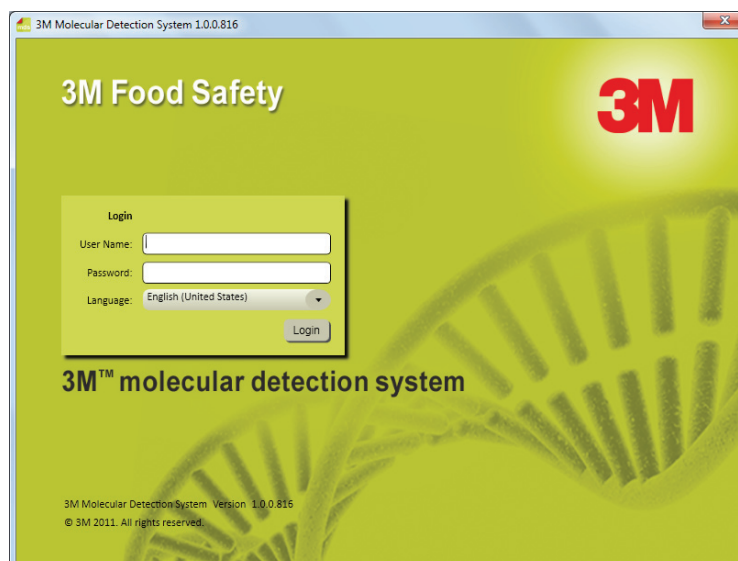 3M Molecular Detection System 1.0.0.816
3M Food Safety
3M
Login
User Name:
Password:
Language: English (United States)
Login
3M™ molecular detection system
3M Molecular Detection System Version 1.0.0.816
© 3M 2011. All rights reserved.